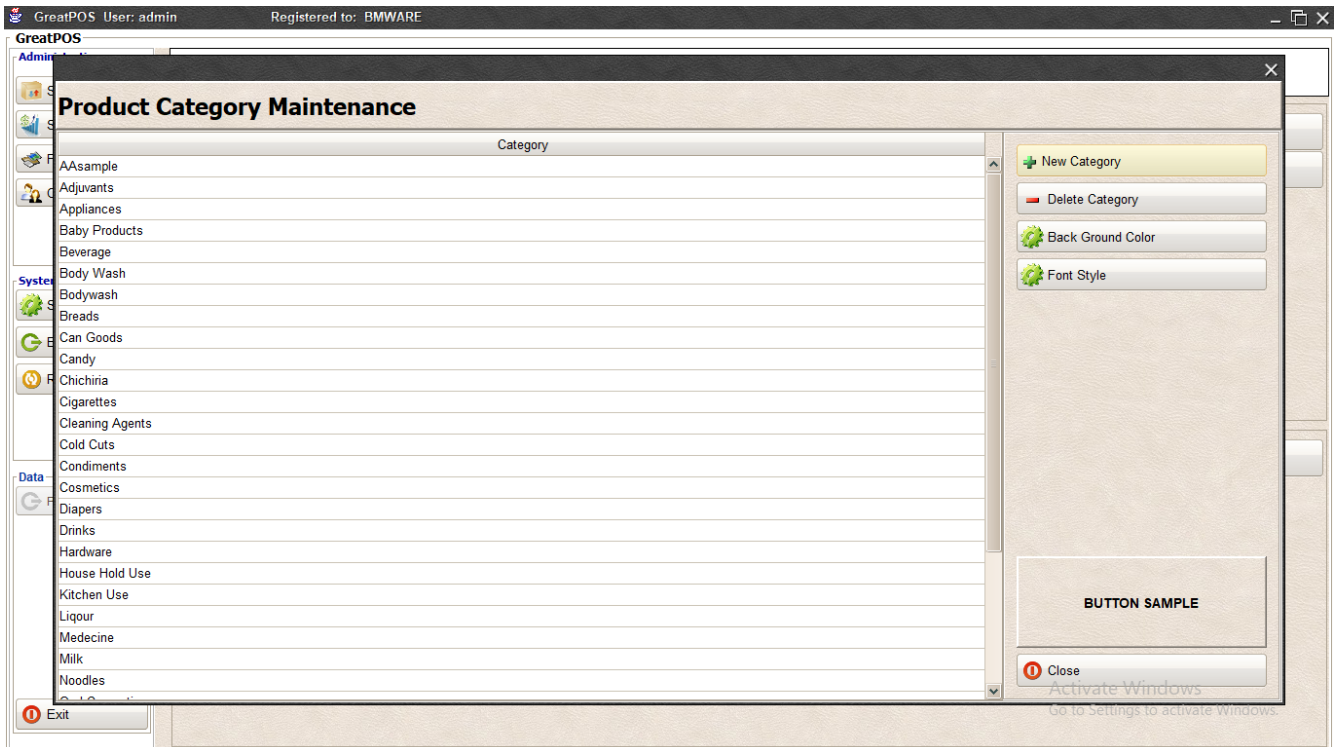 GreatPOS User: admin Registered to: BMWARE
GreatPOS
Product Category Maintenance
Category
AAsample
Adjuvants
Appliances
Baby Products
Beverage
Body Wash
Bodywash
Breads
Can Goods
Candy
Chichiria
Cigarettes
Cleaning Agents
Cold Cuts
Condiments
Cosmetics
Diapers
Drinks
Hardware
House Hold Use
Kitchen Use
Liqour
Medecine
Milk
Noodles
New Category
Delete Category
Back Ground Color
Font Style
BUTTON SAMPLE
Close
Data
Exit
Activate Windows
Go to Settings to activate Windows.